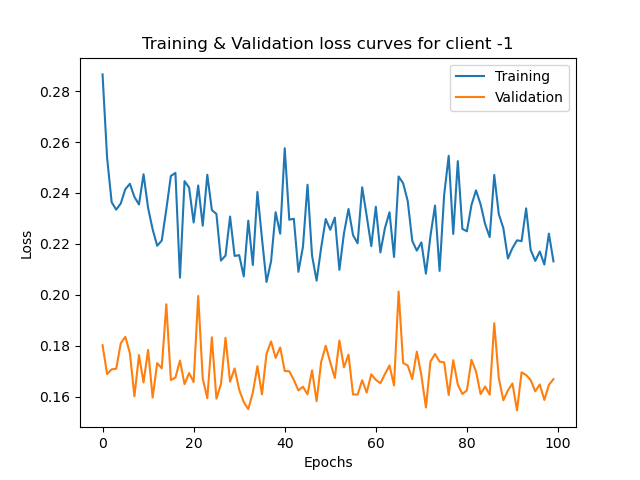 Training & Validation loss curves for client -1
Training
Validation
0.28
0.26
0.24
0.22
0.20
0.18
0.16
Loss
0
20
40
60
80
100
Epochs